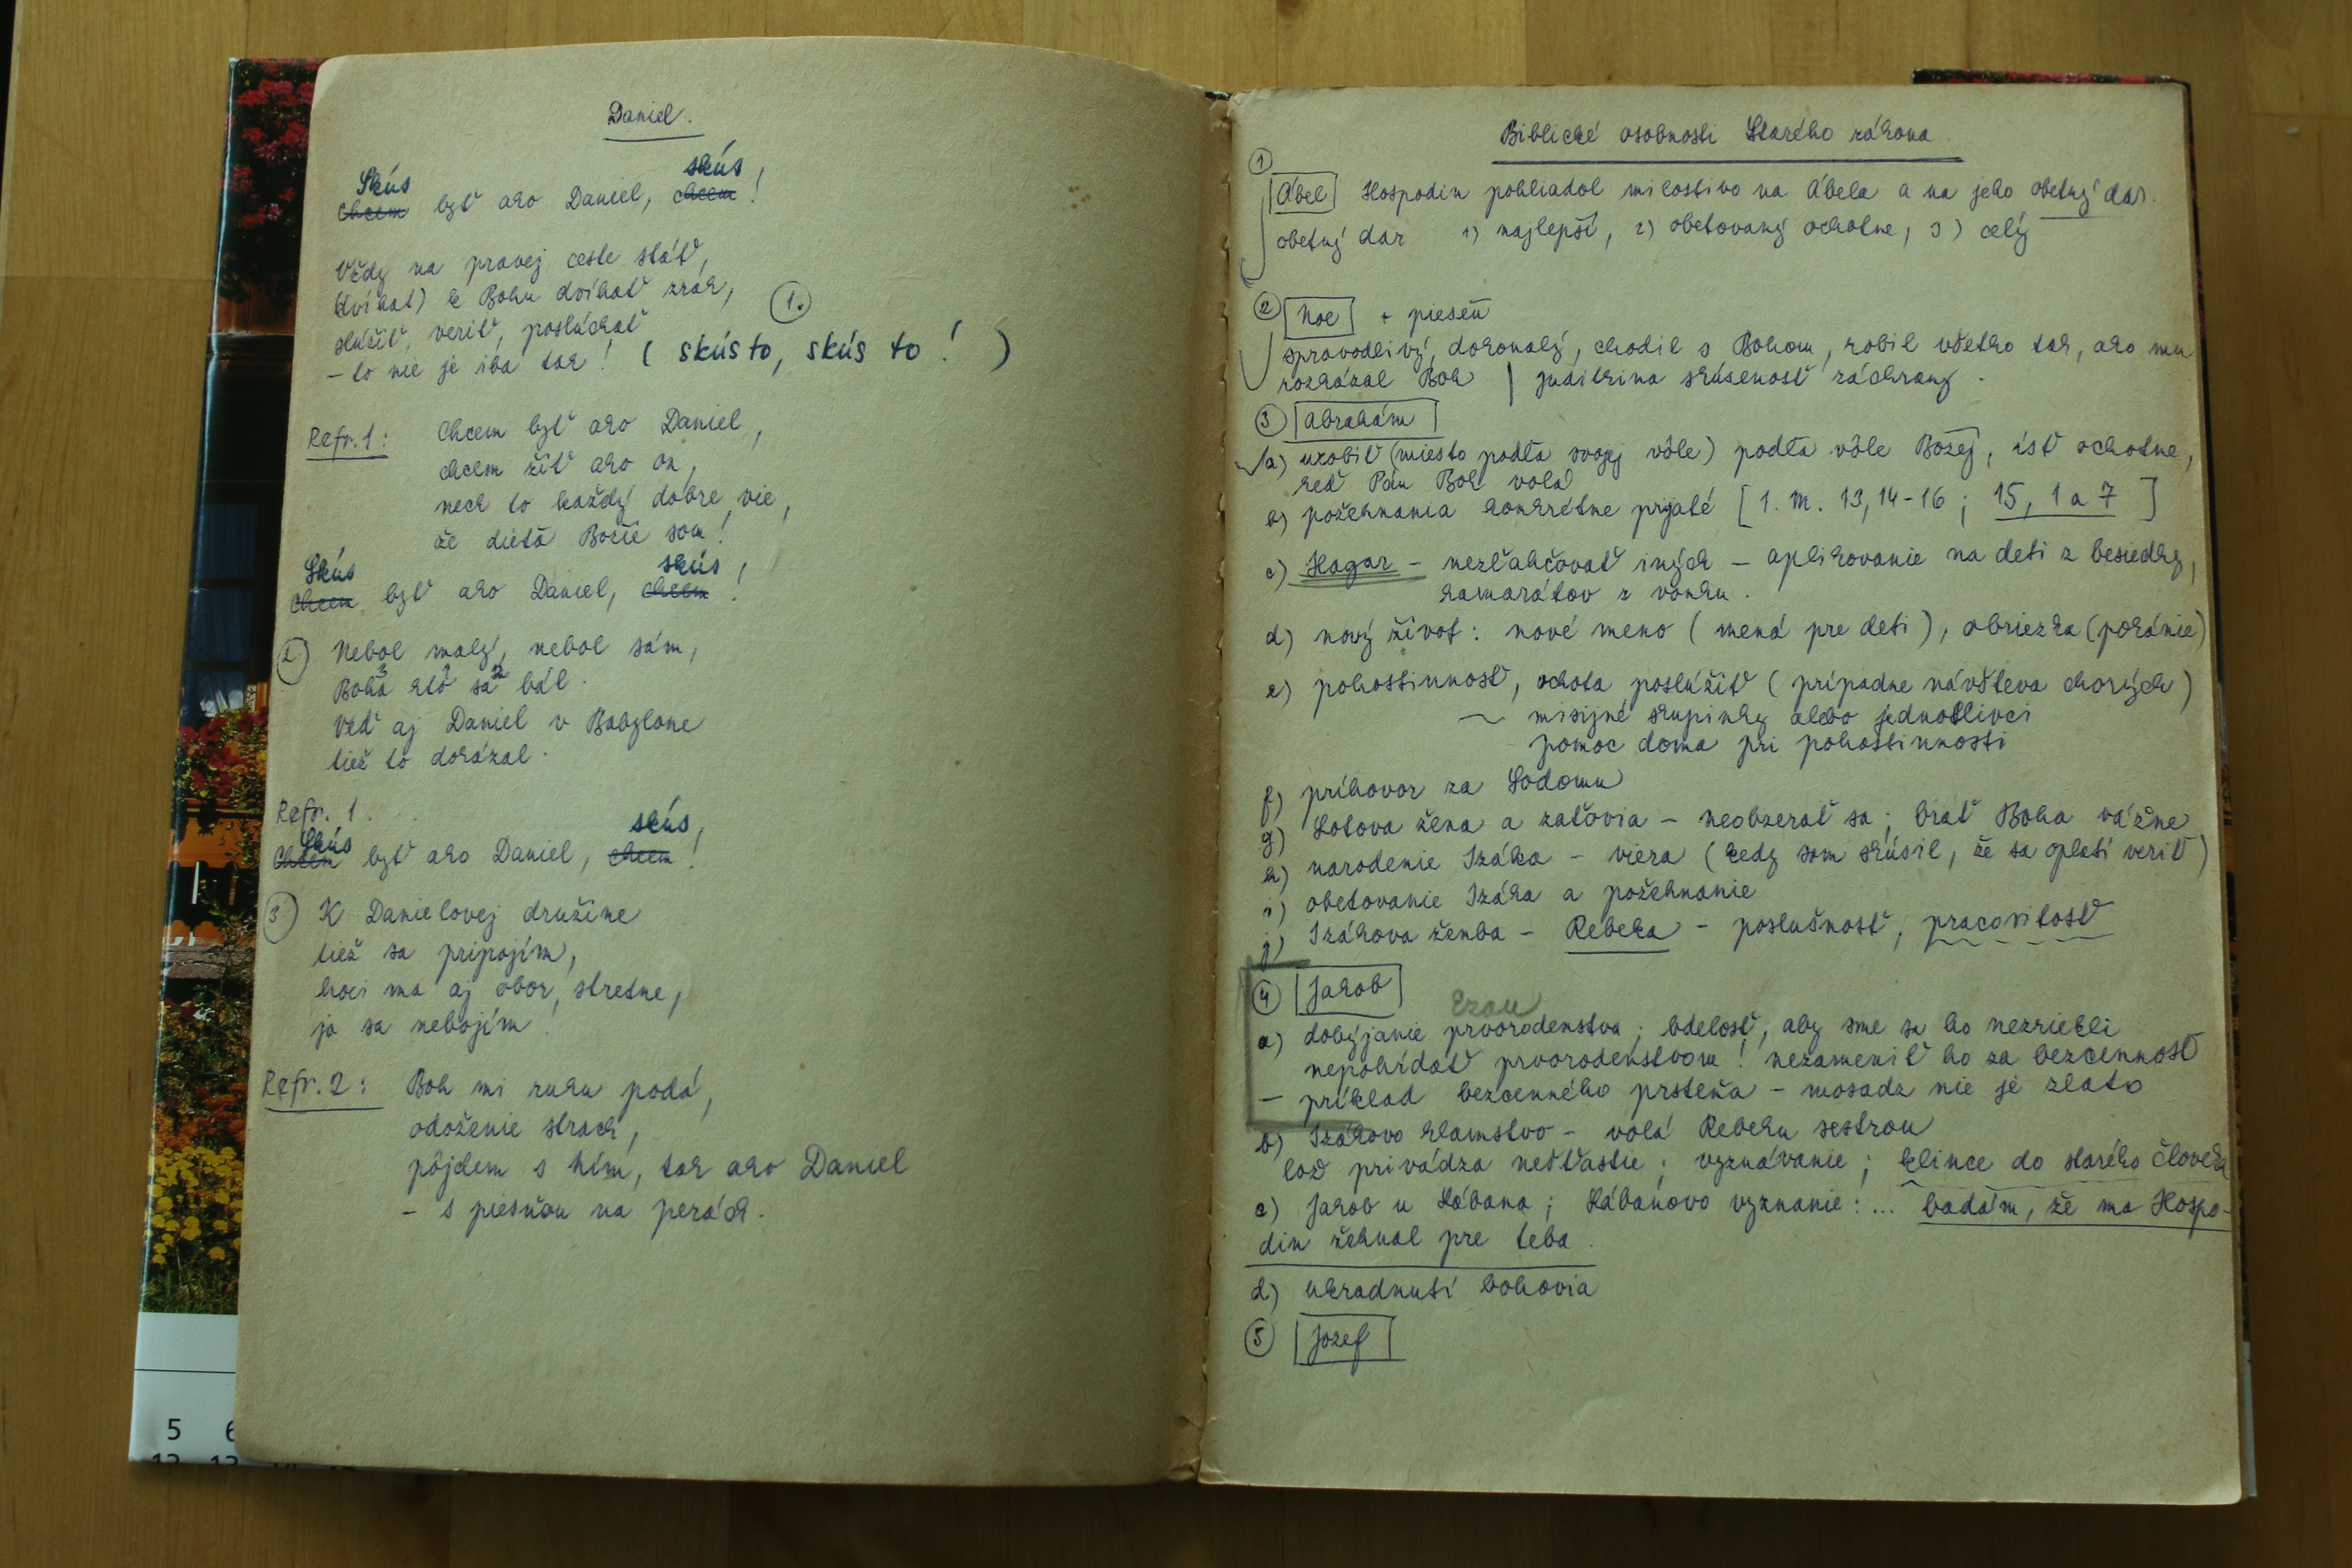 Daniel.
Skús skús
Chcem byť ako Daniel, chcem!
Vždy na pravej ceste stáť,
(dvíhať) k Bohu dvíhať zrak,
slúžiť, veriť, poslúchať 1.
– to nie je iba tak! (skús to, skús to!)
Refr. 1: Chcem byť ako Daniel,
chcem žiť ako on,
nech to každý dobre vie,
že dieťa Božie som!
Skús skús
Chcem byť ako Daniel, chcem!
2) Nebol malý, nebol sám,
Boha kto sa bál.
Veď aj Daniel v Babylone
tiež to dokázal.
Refr. 1.
Skús skús
Chcem byť ako Daniel, chcem!
3) K Danielovej družine
tiež sa pripojím,
hoci ma aj obor stretne,
ja sa nebojím!
Refr. 2: Boh mi ruku podá,
odoženie strach,
pôjdem s ním, tak ako Daniel
– s piesňou na perách.
Biblické osobnosti Starého zákona.
1 Ábel Hospodin pohliadol milostivo na Ábela a na jeho obetný dar.
obetný dar 1) najlepší, 2) obetovaný ochotne, 3) celý
2 Noe + pieseň
spravodlivý, dokonalý, chodil s Bohom, robil všetko tak, ako mu
rozkázal Boh | Juditkina skúsenosť záchrany.
3 Abrahám
a) urobiť (miesto podľa svojej vôle) podľa vôle Božej, ísť ochotne,
keď Pán Boh volá
b) požehnania konkrétne prijaté [1. M. 13, 14-16; 15, 1 a 7]
c) Hagar – nezľahčovať iných – aplikovanie na deti z besiedky,
kamarátov z vonku.
d) nový život: nové meno (mená pre deti), obriezka (pokánie)
e) pohostinnosť, ochota poslúžiť (prípadne návšteva chorých)
~ misijné skupinky alebo jednotlivci
pomoc doma pri pohostinnosti
f) príhovor za Sodomu
g) Lotova žena a zaťovia – neobzerať sa; brať Boha vážne
h) narodenie Izáka – viera (kedy som skúsil, že sa oplatí veriť)
i) obetovanie Izáka a požehnanie
j) Izákova ženba – Rebeka – poslušnosť, pracovitosť
4 Jakob
Ezau
a) dobýjanie prvorodenstva; bdelosť, aby sme sa ho nezriekli
nepohŕdať prvorodenstvom! nezameniť ho za bezcennosť
– príklad bezcenného prsteňa – mosadz nie je zlato
b) Izákovo klamstvo – volá Rebeku sestrou
lož privádza nešťastie; vyznávanie; klince do starého človeka
c) Jakob u Lábana; Lábanovo vyznanie: ... badám, že ma Hospo-
din žehnal pre teba.
d) ukradnutí bohovia
5 Jozef
5 6